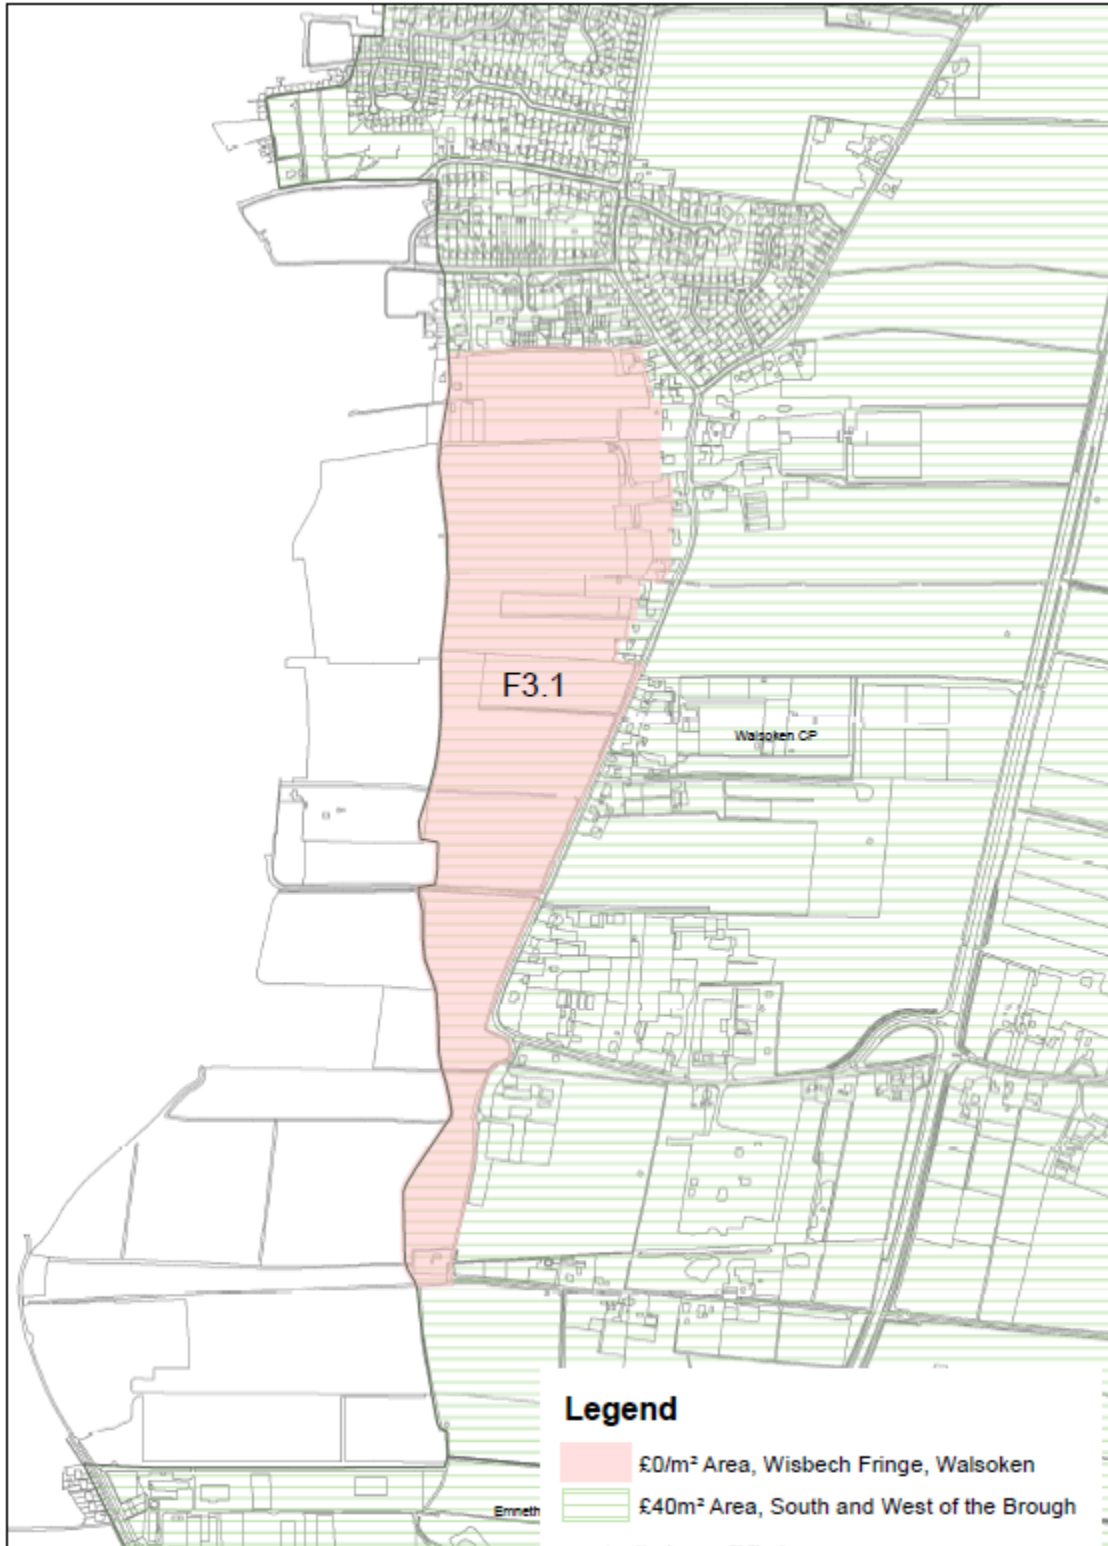 F3.1
Walsoken CP
Emneth
Legend
£0/m² Area, Wisbech Fringe, Walsoken
£40m² Area, South and West of the Brough